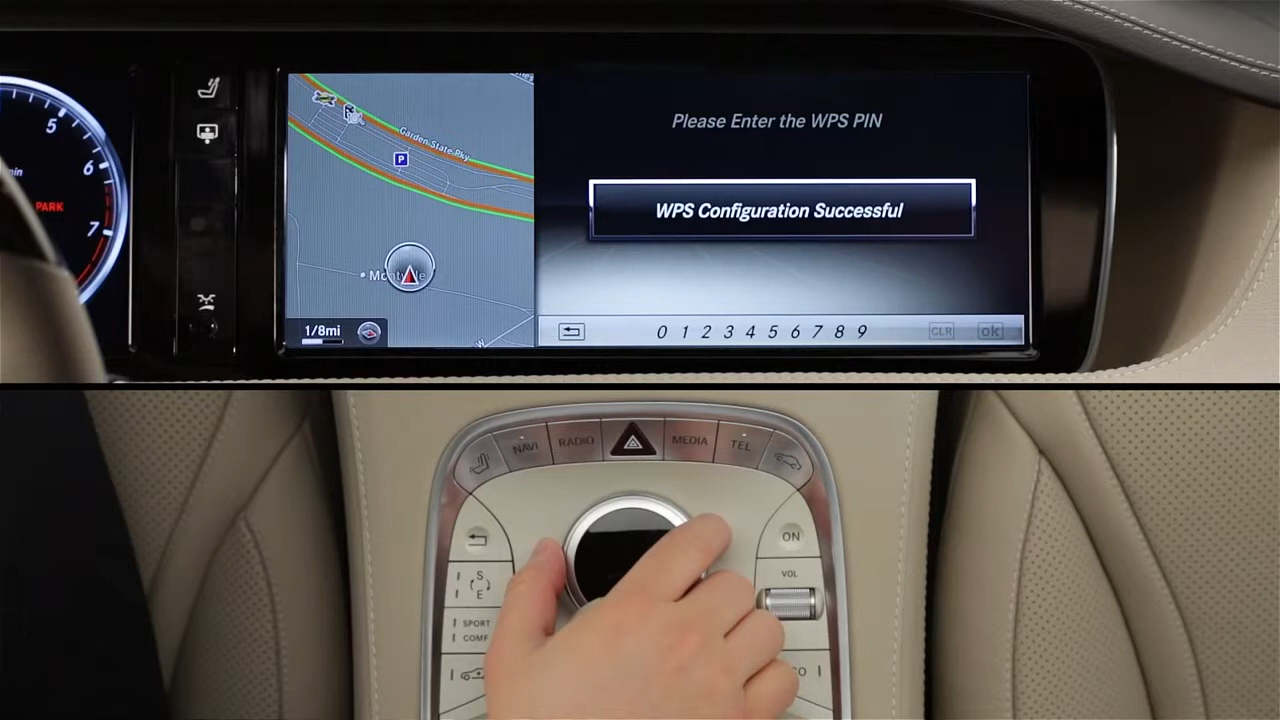 5
6
7
PARK
Garden State Pky
P
1/8mi
Please Enter the WPS PIN
WPS Configuration Successful
0 1 2 3 4 5 6 7 8 9
CLR
ok
NAVI
RADIO
MEDIA
TEL
ON
S
E
VOL
SPORT